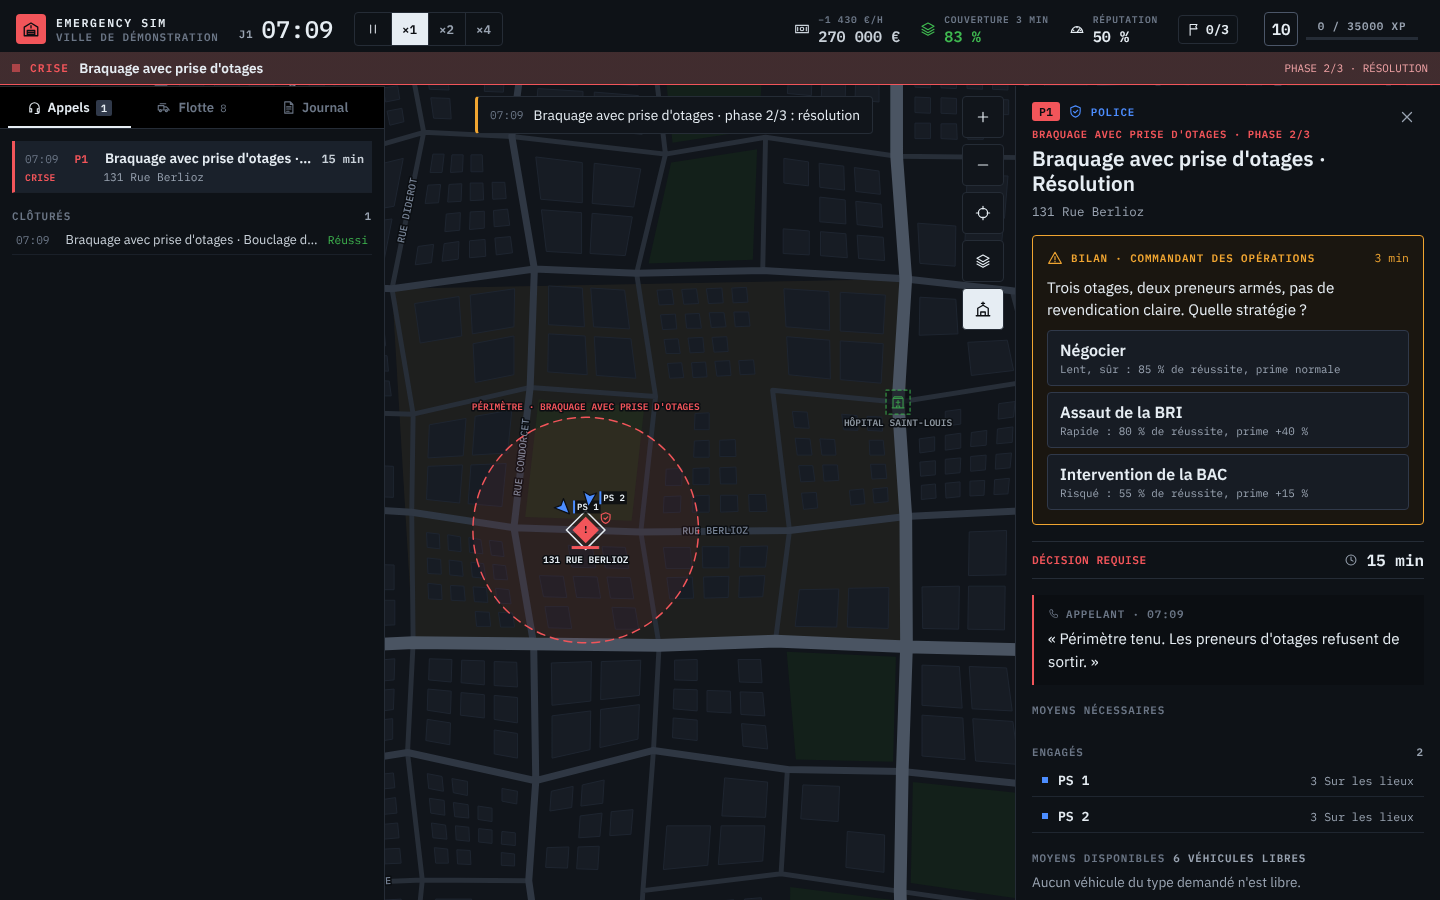 EMERGENCY SIM
VILLE DE DÉMONSTRATION
J1 07:09
×1 ×2 ×4
−1 430 €/H
270 000 €
COUVERTURE 3 MIN
83 %
RÉPUTATION
50 %
0/3
10
0 / 35000 XP
CRISE Braquage avec prise d'otages
PHASE 2/3 · RÉSOLUTION
Appels 1
Flotte 8
Journal
07:09 P1 Braquage avec prise d'otages ·... 15 min
CRISE 131 Rue Berlioz
CLÔTURÉS 1
07:09 Braquage avec prise d'otages · Bouclage d... Réussi
07:09 Braquage avec prise d'otages · phase 2/3 : résolution
RUE DIDEROT
PÉRIMÈTRE · BRAQUAGE AVEC PRISE D'OTAGES
HÔPITAL SAINT-LOUIS
RUE CONDORCET
PS 2
PS 1
!
RUE BERLIOZ
131 RUE BERLIOZ
E
P1 POLICE
BRAQUAGE AVEC PRISE D'OTAGES · PHASE 2/3
Braquage avec prise d'otages ·
Résolution
131 Rue Berlioz
BILAN · COMMANDANT DES OPÉRATIONS 3 min
Trois otages, deux preneurs armés, pas de
revendication claire. Quelle stratégie ?
Négocier
Lent, sûr : 85 % de réussite, prime normale
Assaut de la BRI
Rapide : 80 % de réussite, prime +40 %
Intervention de la BAC
Risqué : 55 % de réussite, prime +15 %
DÉCISION REQUISE 15 min
APPELANT · 07:09
« Périmètre tenu. Les preneurs d'otages refusent de
sortir. »
MOYENS NÉCESSAIRES
ENGAGÉS 2
PS 1 3 Sur les lieux
PS 2 3 Sur les lieux
MOYENS DISPONIBLES 6 VÉHICULES LIBRES
Aucun véhicule du type demandé n'est libre.